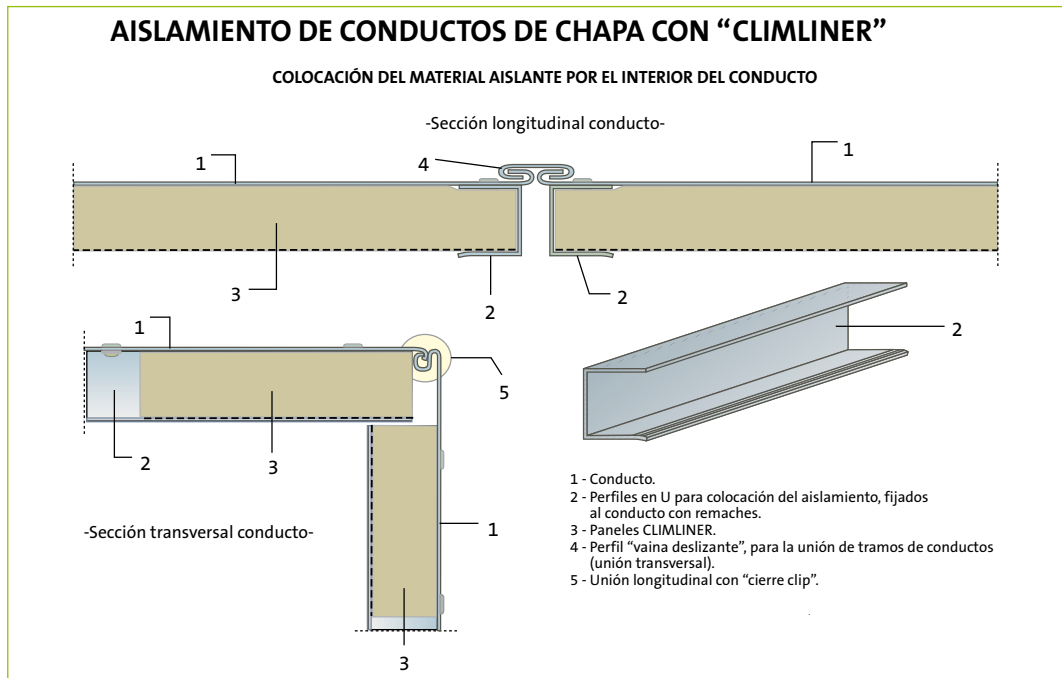 AISLAMIENTO DE CONDUCTOS DE CHAPA CON “CLIMLINER”
COLOCACIÓN DEL MATERIAL AISLANTE POR EL INTERIOR DEL CONDUCTO
-Sección longitudinal conducto-
1
4
1
3
2
2
1
2
5
2
3
-Sección transversal conducto-
1
3
1 - Conducto.
2 - Perfiles en U para colocación del aislamiento, fijados
al conducto con remaches.
3 - Paneles CLIMLINER.
4 - Perfil “vaina deslizante”, para la unión de tramos de conductos
(unión transversal).
5 - Unión longitudinal con “cierre clip”.